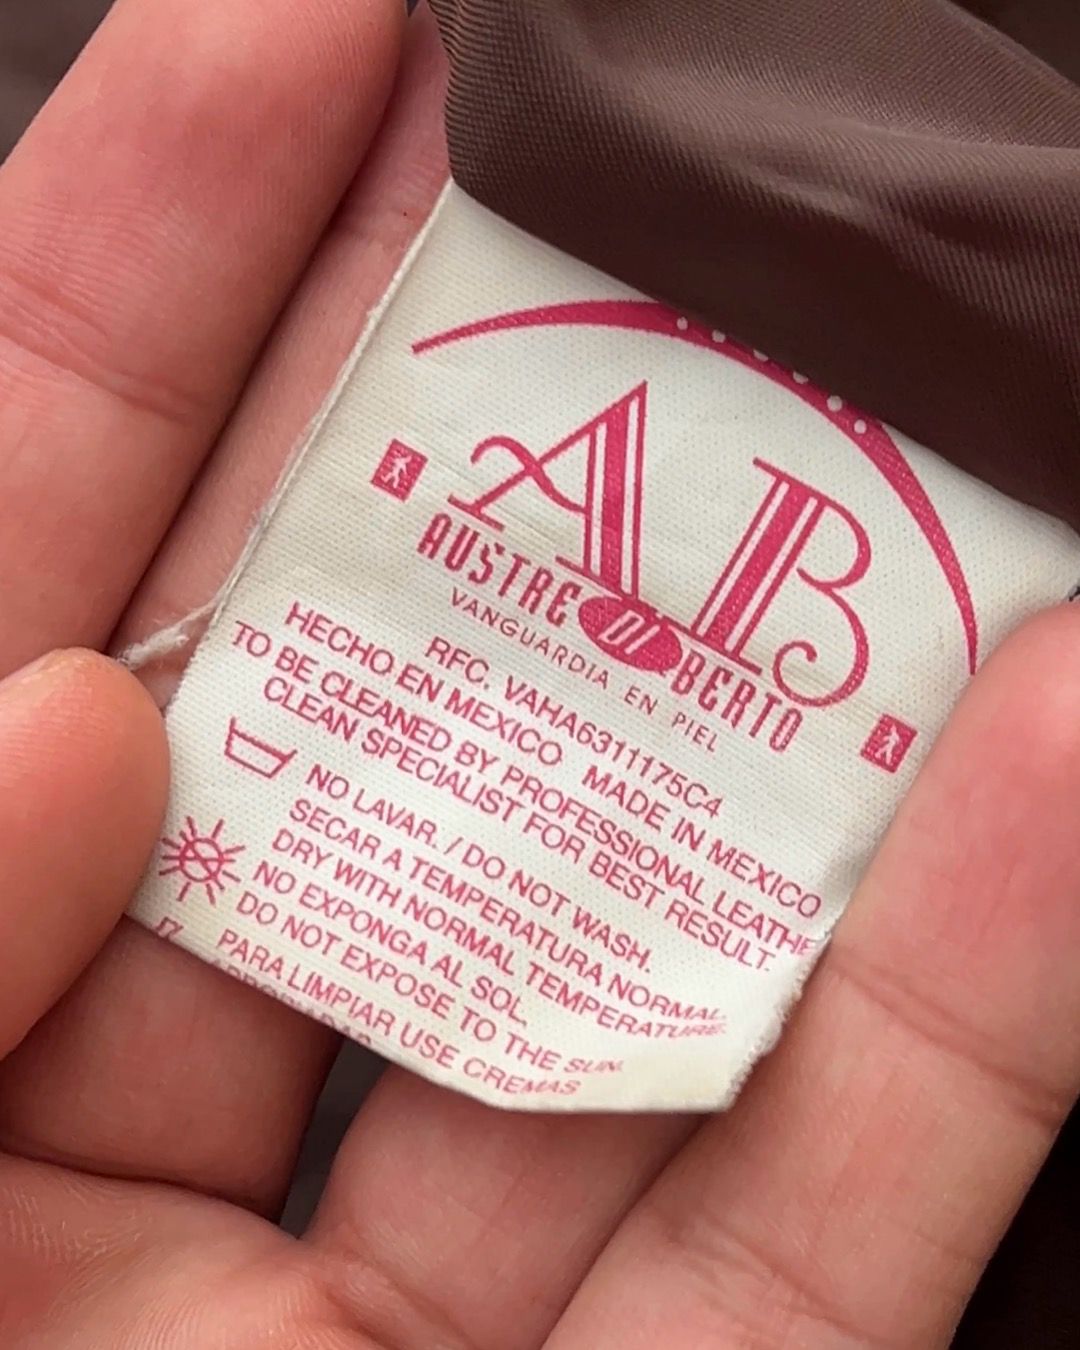 AB
AUSTRE DI BERTO
VANGUARDIA EN PIEL
RFC. VAHA6311175C4
HECHO EN MEXICO MADE IN MEXICO
TO BE CLEANED BY PROFESSIONAL LEATHE
CLEAN SPECIALIST FOR BEST RESULT.
NO LAVAR. / DO NOT WASH.
SECAR A TEMPERATURA NORMAL.
DRY WITH NORMAL TEMPERATURE.
NO EXPONGA AL SOL.
DO NOT EXPOSE TO THE SUN.
PARA LIMPIAR USE CREMAS